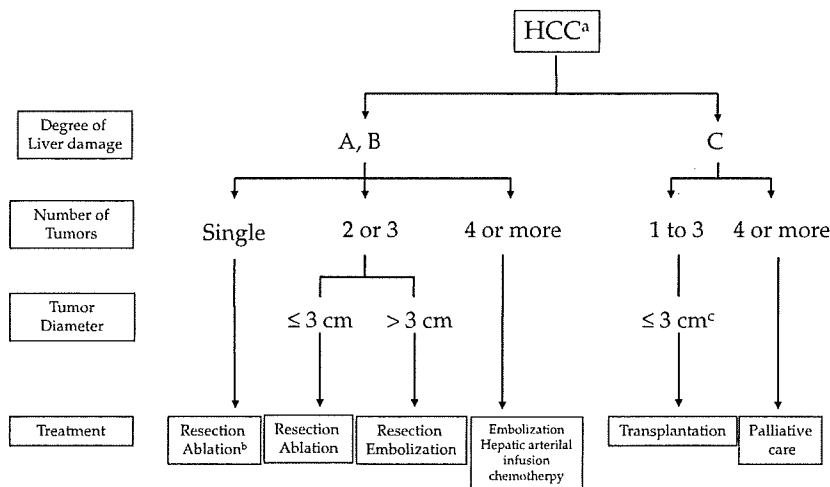 HCCᵃ
Degree of
Liver damage
A, B
C
Number of
Tumors
Single
2 or 3
4 or more
1 to 3
4 or more
Tumor
Diameter
≤ 3 cm
> 3 cm
≤ 3 cmᶜ
Treatment
Resection
Ablationᵇ
Resection
Ablation
Resection
Embolization
Embolization
Hepatic arterilal
infusion
chemotherpy
Transplantation
Palliative
care